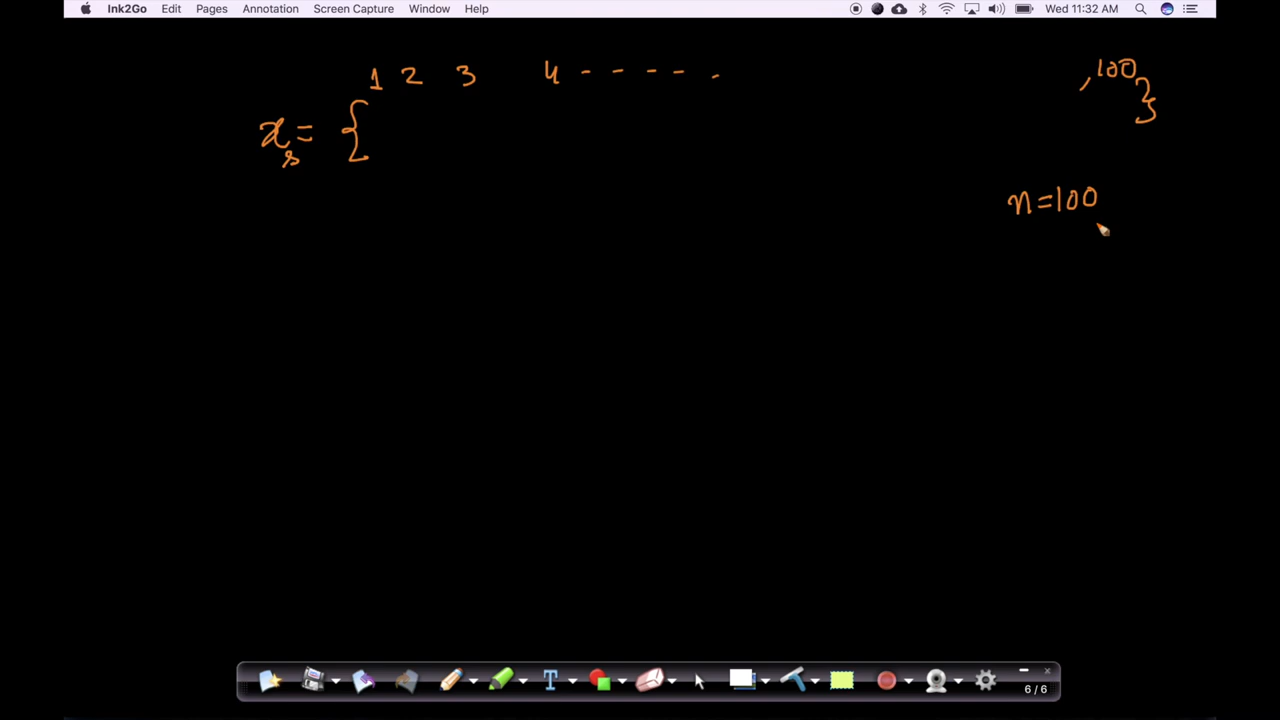 Ink2Go Edit Pages Annotation Screen Capture Window Help Wed 11:32 AM
1 2 3 4 - - - - . , 100 }
x_s = {
n = 100
T
6 / 6